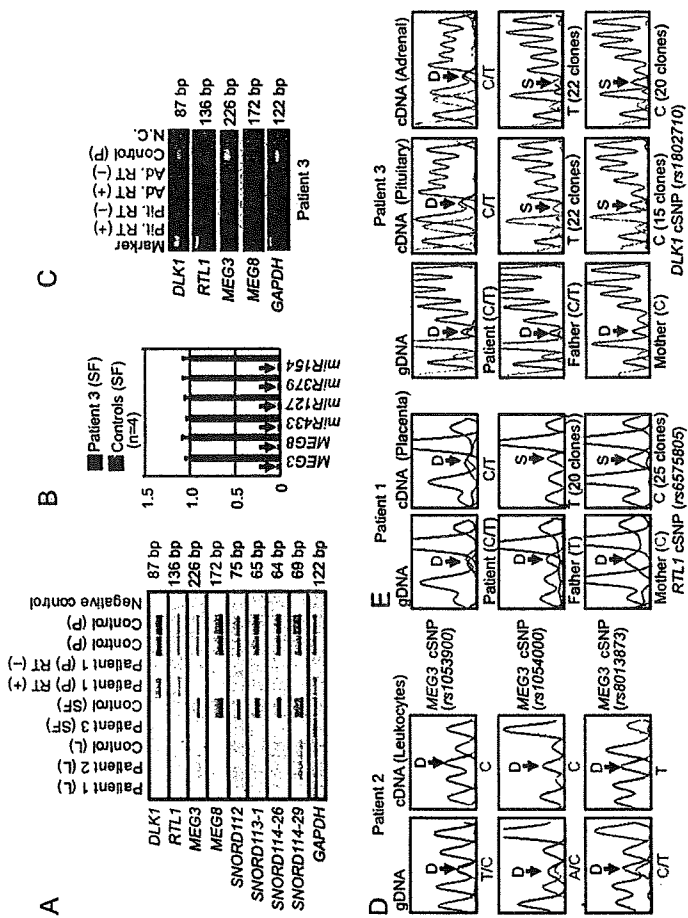 A
Patient 1 (L)
Patient 2 (L)
Control (L)
Patient 3 (SF)
Control (SF)
Patient 1 (P) RT (+)
Patient 1 (P) RT (−)
Control (P)
Control (P)
Negative control
DLK1 87 bp
RTL1 136 bp
MEG3 226 bp
MEG8 172 bp
SNORD112 75 bp
SNORD113-1 65 bp
SNORD114-26 64 bp
SNORD114-29 69 bp
GAPDH 122 bp
B
Patient 3 (SF)
Controls (SF)
(n=4)
1.5
1.0
0.5
0
MEG3
MEG8
miR433
miR127
miR379
miR154
C
Marker
Pit. RT (+)
Pit. RT (−)
Ad. RT (+)
Ad. RT (−)
Control (P)
N.C.
DLK1 87 bp
RTL1 136 bp
MEG3 226 bp
MEG8 172 bp
GAPDH 122 bp
Patient 3
D
Patient 2
gDNA cDNA (Leukocytes)
D D
T/C C
MEG3 cSNP
(rs1053900)
D D
A/C C
MEG3 cSNP
(rs1054000)
D D
C/T T
MEG3 cSNP
(rs8013873)
E
Patient 1
gDNA cDNA (Placenta)
D D
Patient (C/T) C/T
D S
Father (T) T (20 clones)
D S
Mother (C) C (25 clones)
RTL1 cSNP (rs6575805)
Patient 3
gDNA cDNA (Pituitary) cDNA (Adrenal)
D D D
Patient (C/T) C/T C/T
D S S
Father (C/T) T (22 clones) T (22 clones)
D S S
Mother (C) C (15 clones) C (20 clones)
DLK1 cSNP (rs1802710)